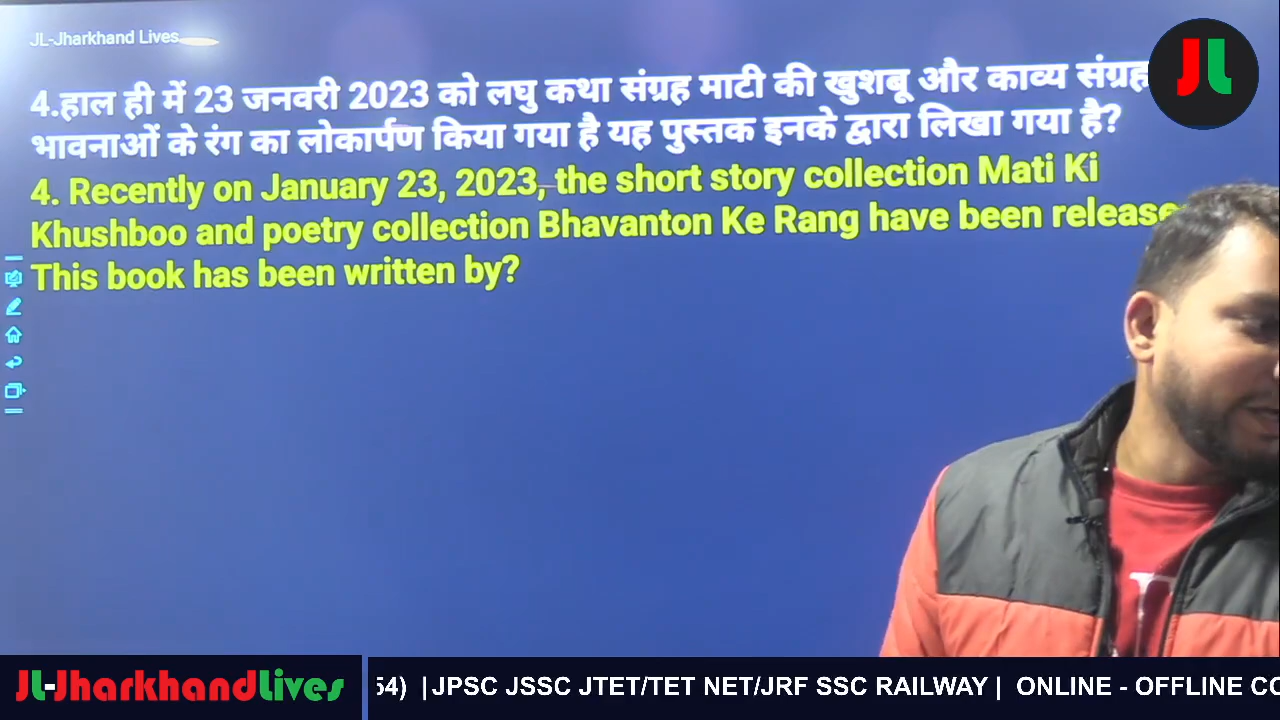 JL-Jharkhand Lives
JL
4.हाल ही में 23 जनवरी 2023 को लघु कथा संग्रह माटी की खुशबू और काव्य संग्रह
भावनाओं के रंग का लोकार्पण किया गया है यह पुस्तक इनके द्वारा लिखा गया है?
4. Recently on January 23, 2023, the short story collection Mati Ki
Khushboo and poetry collection Bhavanton Ke Rang have been release
This book has been written by?
JL-JharkhandLives
54) | JPSC JSSC JTET/TET NET/JRF SSC RAILWAY | ONLINE - OFFLINE CO